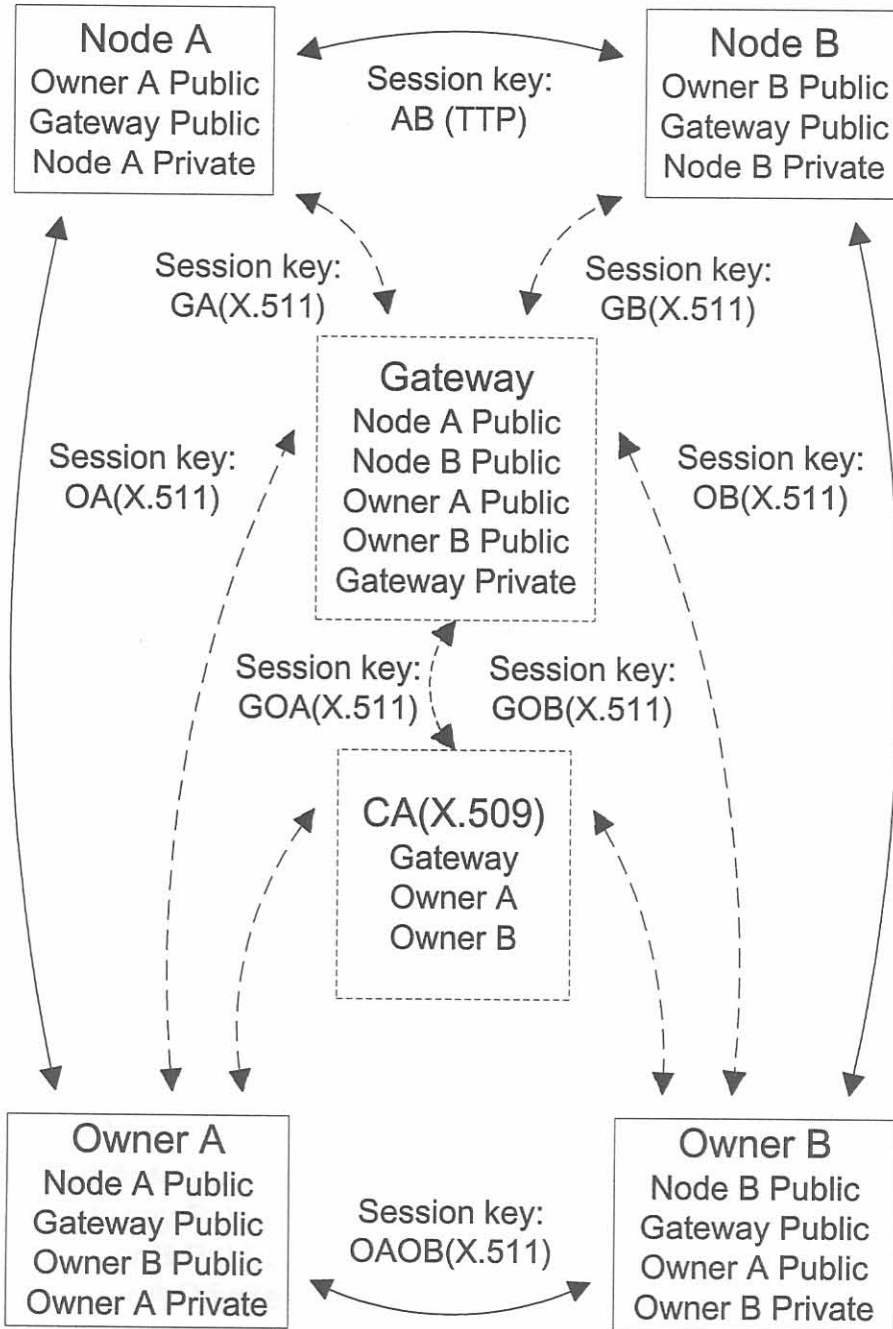 Node A
Owner A Public
Gateway Public
Node A Private
Session key:
AB (TTP)
Node B
Owner B Public
Gateway Public
Node B Private
Session key:
GA(X.511)
Session key:
GB(X.511)
Gateway
Node A Public
Node B Public
Owner A Public
Owner B Public
Gateway Private
Session key:
OA(X.511)
Session key:
OB(X.511)
Session key:
GOA(X.511)
Session key:
GOB(X.511)
CA(X.509)
Gateway
Owner A
Owner B
Owner A
Node A Public
Gateway Public
Owner B Public
Owner A Private
Session key:
OAOB(X.511)
Owner B
Node B Public
Gateway Public
Owner A Public
Owner B Private